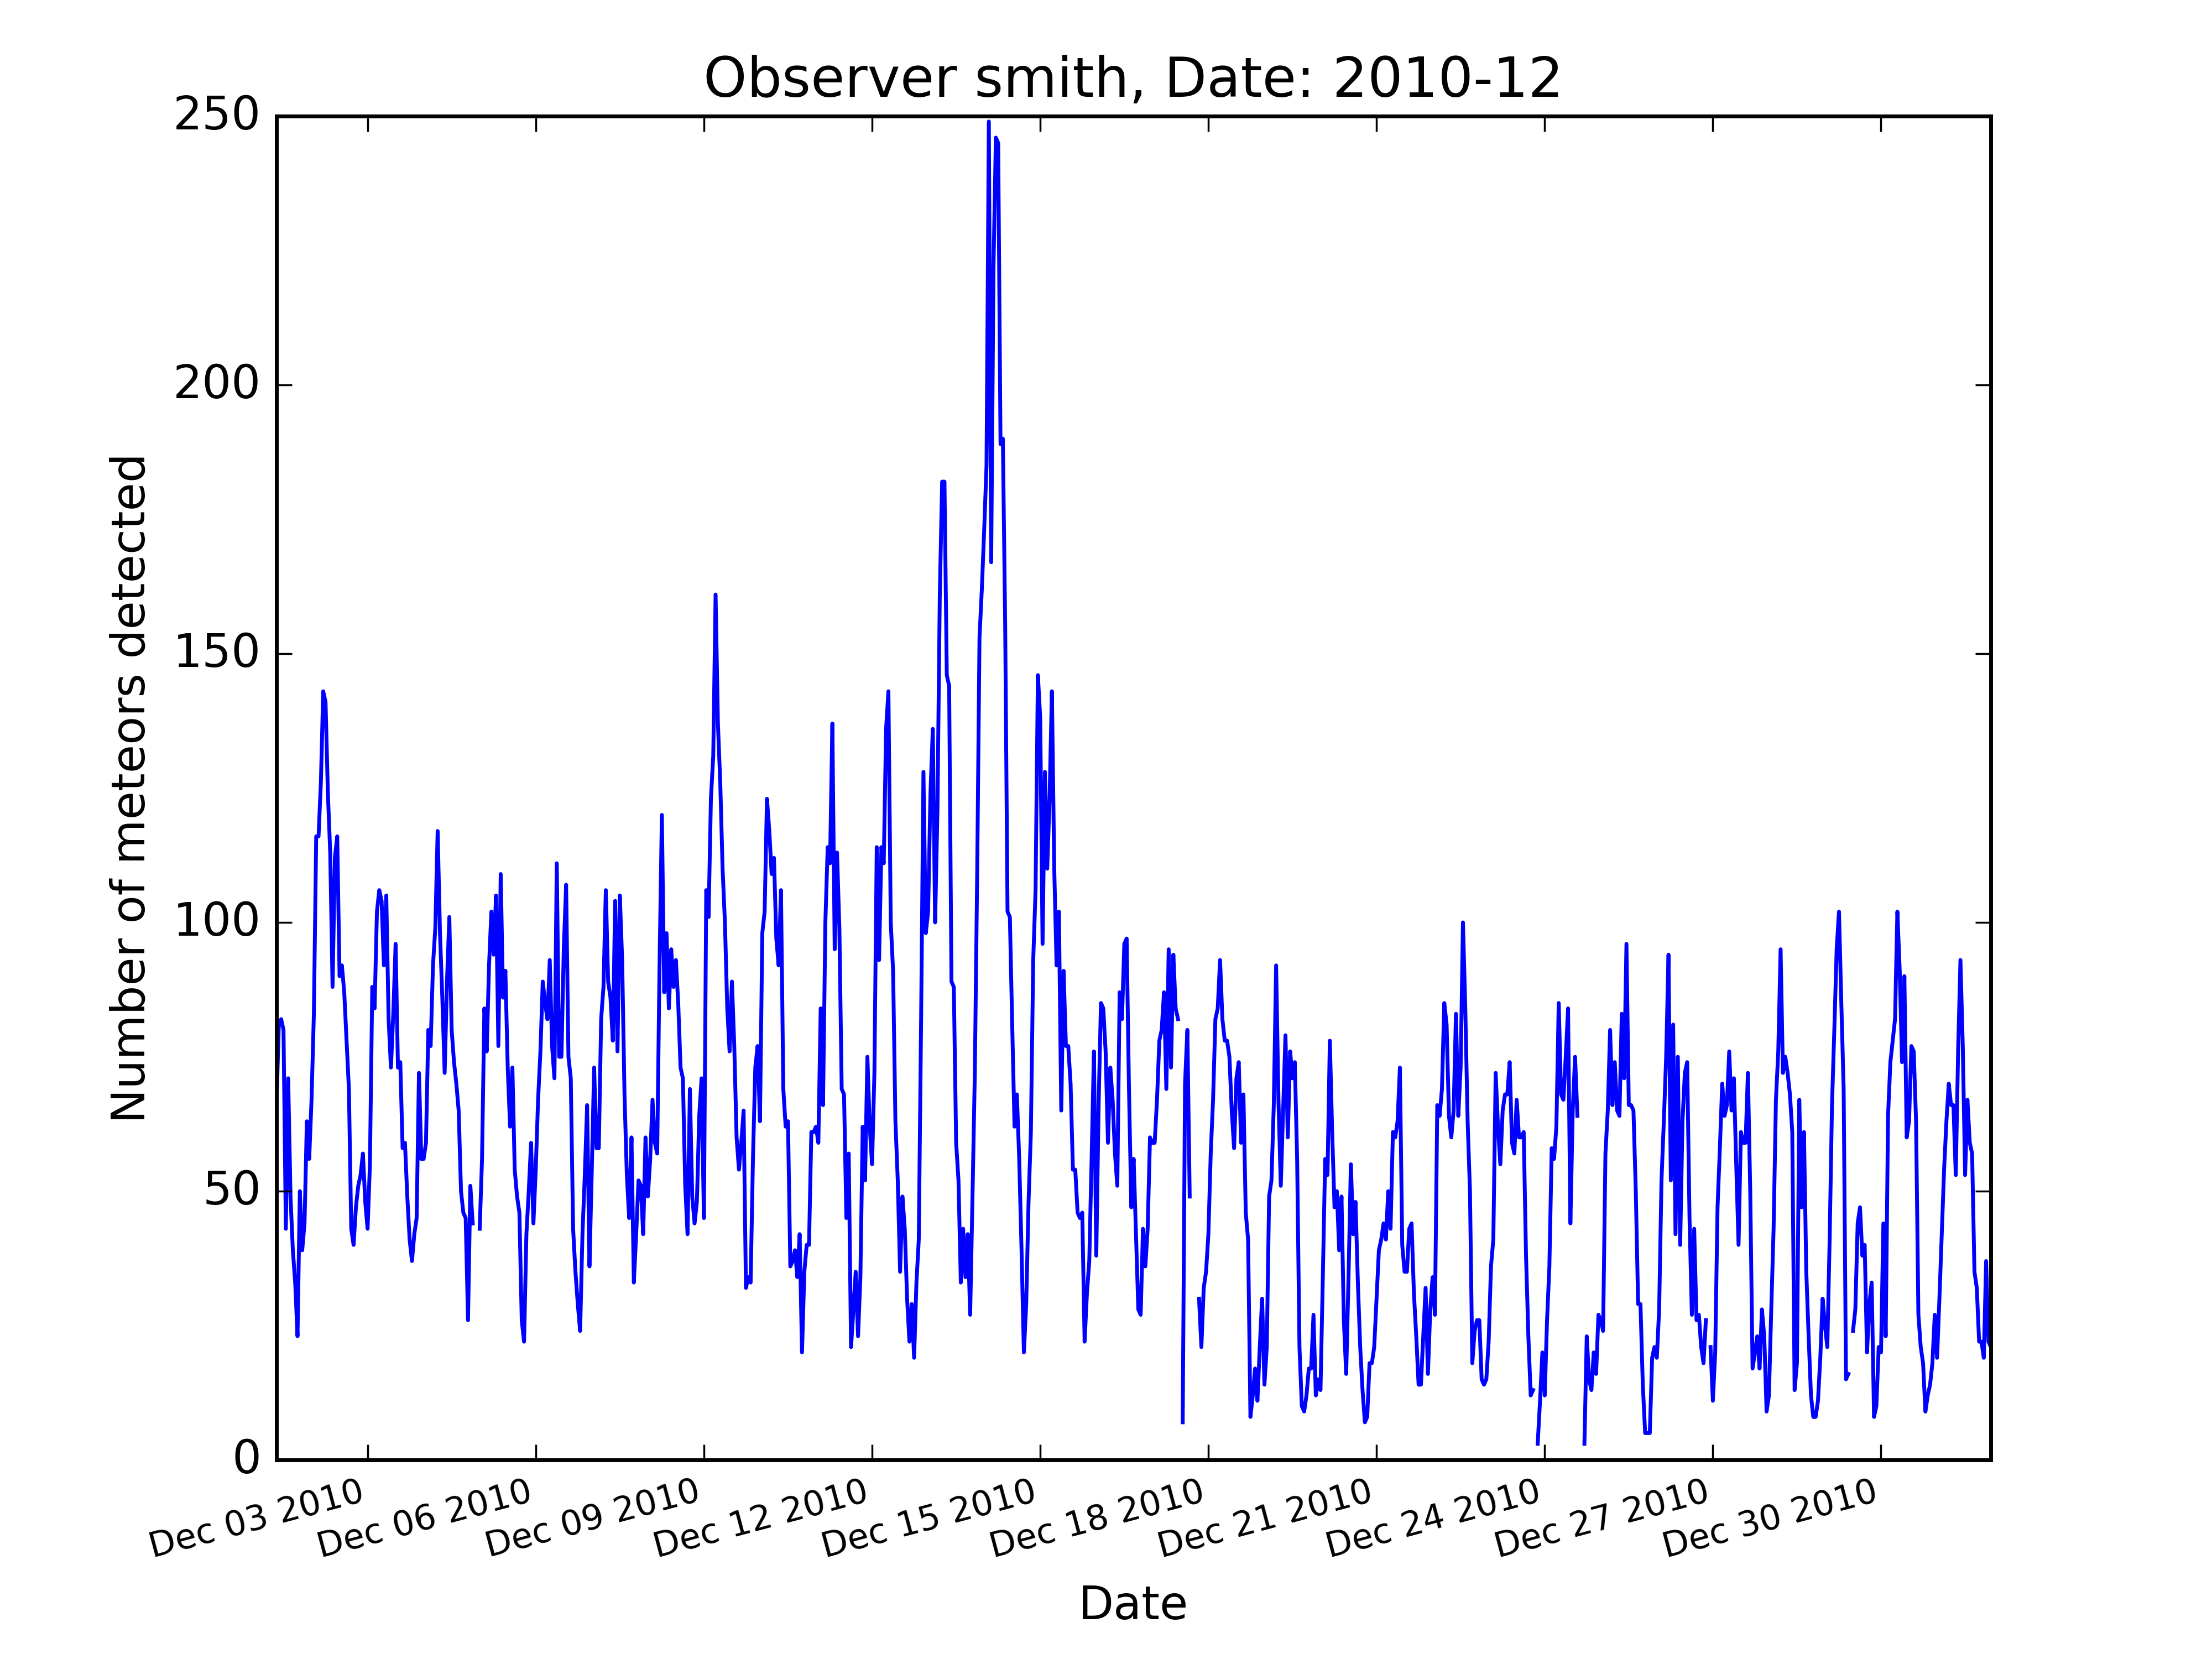 Observer smith, Date: 2010-12
250
200
150
100
50
0
Number of meteors detected
Dec 03 2010
Dec 06 2010
Dec 09 2010
Dec 12 2010
Dec 15 2010
Dec 18 2010
Dec 21 2010
Dec 24 2010
Dec 27 2010
Dec 30 2010
Date